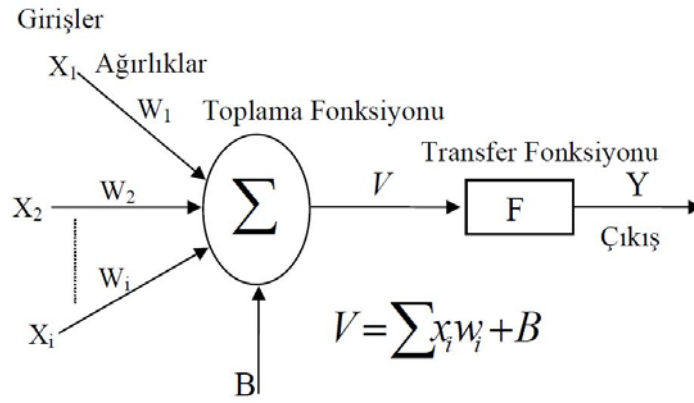 Girişler
X₁ Ağırlıklar
W₁
Toplama Fonksiyonu
Transfer Fonksiyonu
X₂ W₂ Σ V F Y
Çıkış
Wᵢ
Xᵢ
V=∑xᵢwᵢ+B
B